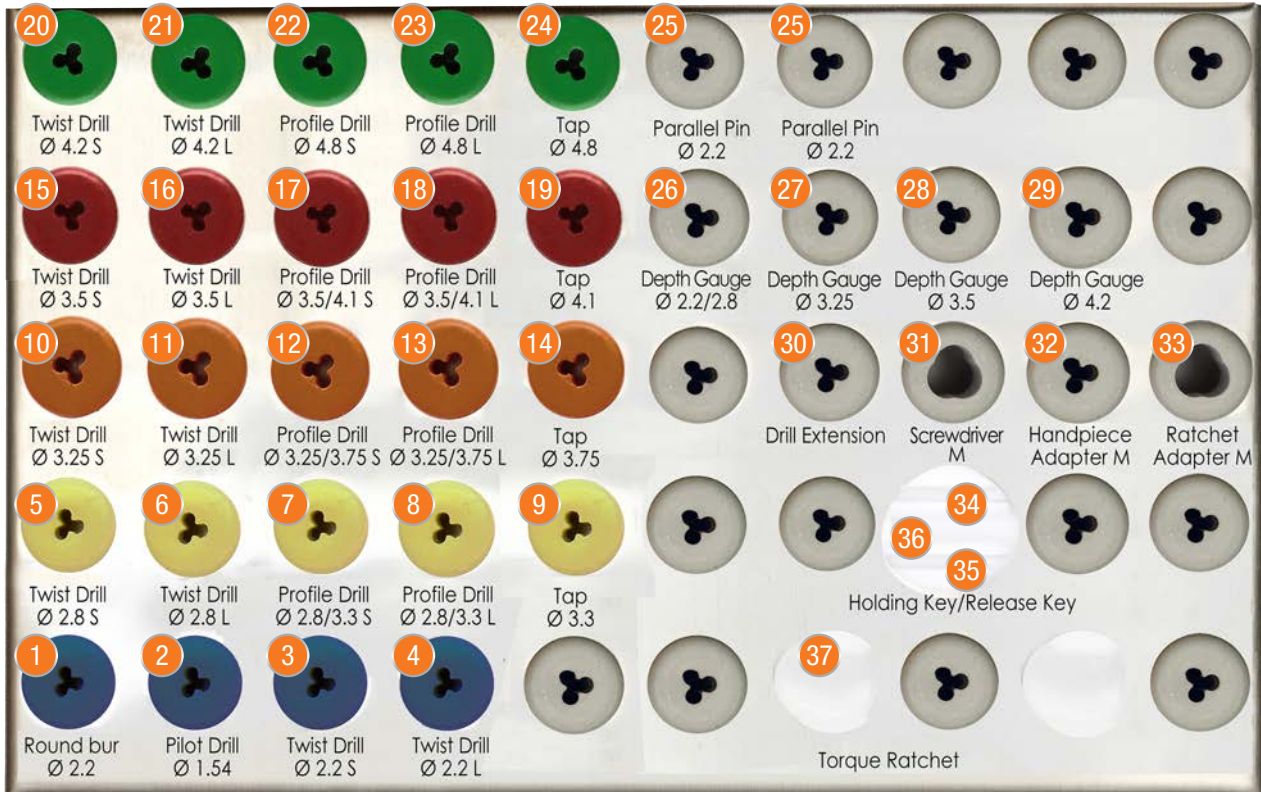 20 21 22 23 24 25 25
Twist Drill Twist Drill Profile Drill Profile Drill Tap Parallel Pin Parallel Pin
Ø 4.2 S Ø 4.2 L Ø 4.8 S Ø 4.8 L Ø 4.8 Ø 2.2 Ø 2.2
15 16 17 18 19 26 27 28 29
Twist Drill Twist Drill Profile Drill Profile Drill Tap Depth Gauge Depth Gauge Depth Gauge Depth Gauge
Ø 3.5 S Ø 3.5 L Ø 3.5/4.1 S Ø 3.5/4.1 L Ø 4.1 Ø 2.2/2.8 Ø 3.25 Ø 3.5 Ø 4.2
10 11 12 13 14 30 31 32 33
Twist Drill Twist Drill Profile Drill Profile Drill Tap Drill Extension Screwdriver Handpiece Ratchet
Ø 3.25 S Ø 3.25 L Ø 3.25/3.75 S Ø 3.25/3.75 L Ø 3.75 M Adapter M Adapter M
5 6 7 8 9 34
36
35
Twist Drill Twist Drill Profile Drill Profile Drill Tap Holding Key/Release Key
Ø 2.8 S Ø 2.8 L Ø 2.8/3.3 S Ø 2.8/3.3 L Ø 3.3
1 2 3 4 37
Round bur Pilot Drill Twist Drill Twist Drill Torque Ratchet
Ø 2.2 Ø 1.54 Ø 2.2 S Ø 2.2 L